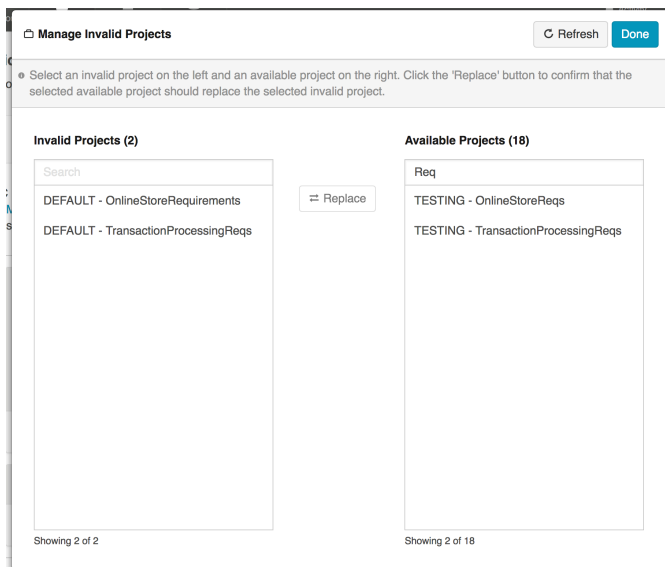 Manage Invalid Projects
Refresh
Done
Select an invalid project on the left and an available project on the right. Click the 'Replace' button to confirm that the
selected available project should replace the selected invalid project.
Invalid Projects (2)
Available Projects (18)
Search
Req
DEFAULT - OnlineStoreRequirements
Replace
TESTING - OnlineStoreReqs
DEFAULT - TransactionProcessingReqs
TESTING - TransactionProcessingReqs
Showing 2 of 2
Showing 2 of 18